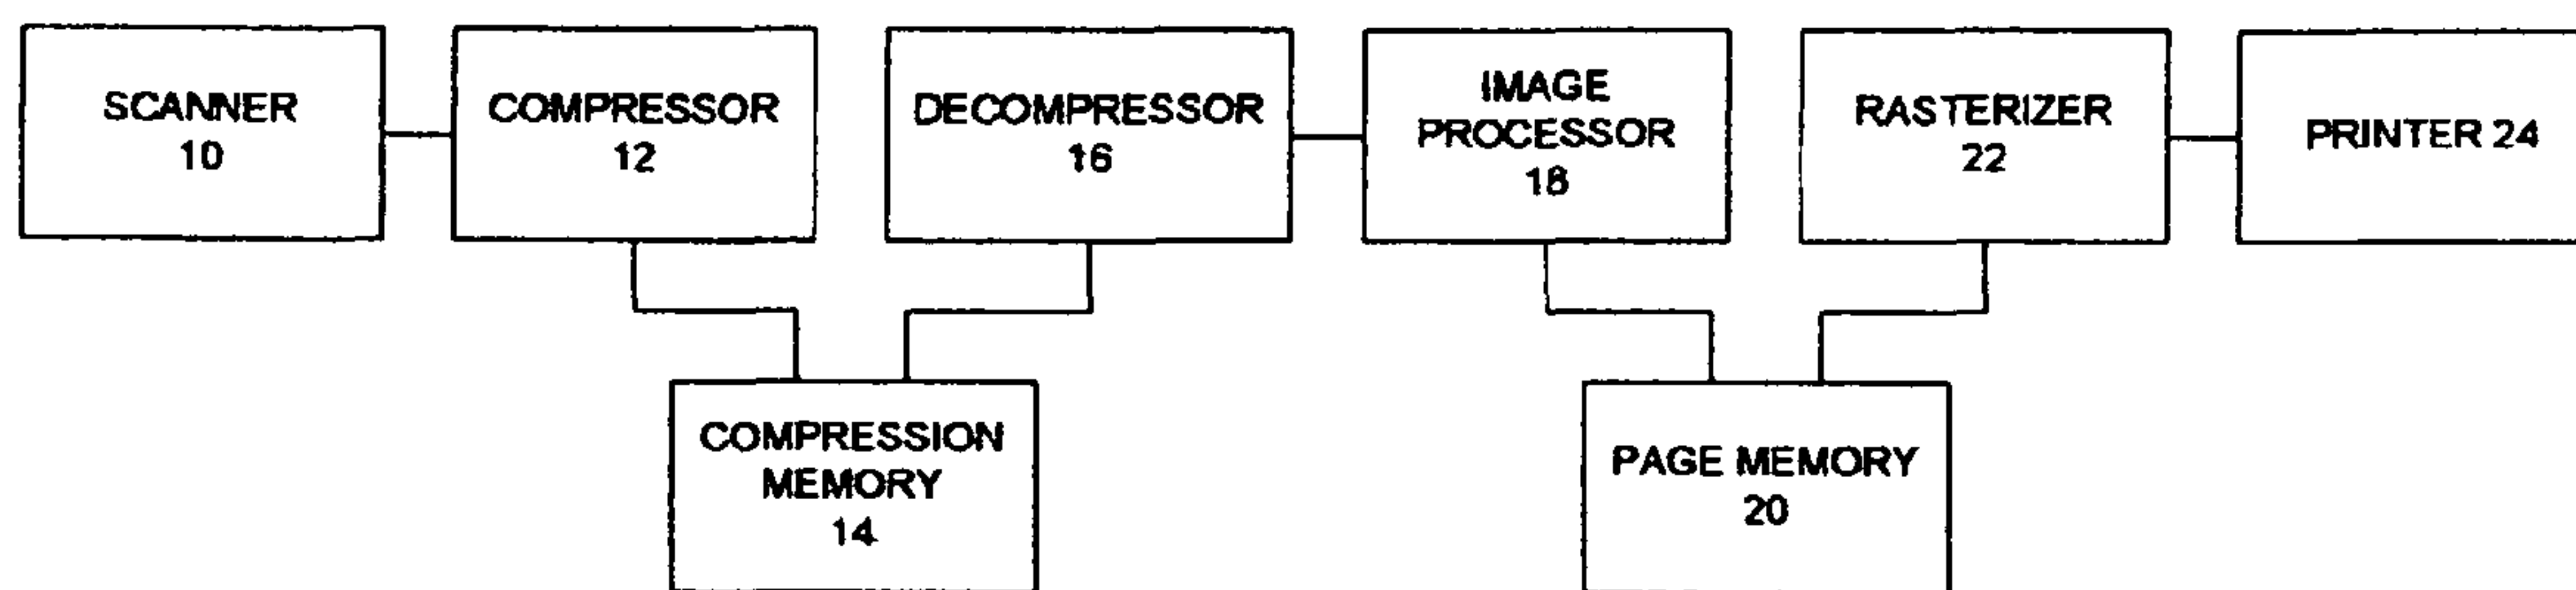 SCANNER
10
COMPRESSOR
12
DECOMPRESSOR
16
IMAGE
PROCESSOR
18
RASTERIZER
22
PRINTER 24
COMPRESSION
MEMORY
14
PAGE MEMORY
20